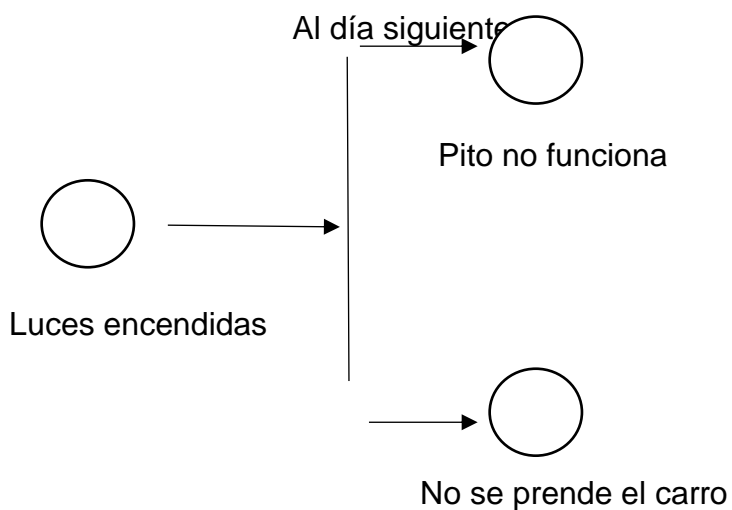 Al día siguiente
Pito no funciona
Luces encendidas
No se prende el carro